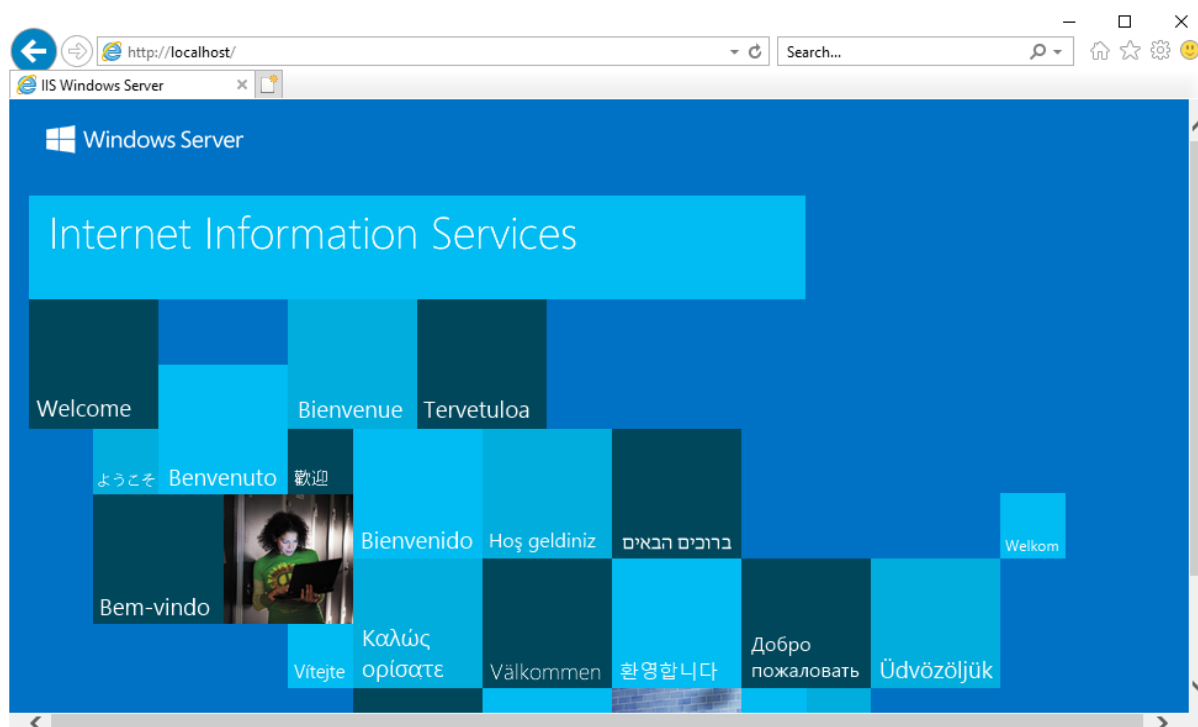 http://localhost/
Search...
IIS Windows Server
Windows Server
Internet Information Services
Welcome
Bienvenue
Tervetuloa
ようこそ
Benvenuto
歡迎
Bienvenido
Hoş geldiniz
ברוכים הבאים
Welkom
Bem-vindo
Vítejte
Καλώς
ορίσατε
Välkommen
환영합니다
Добро
пожаловать
Üdvözöljük